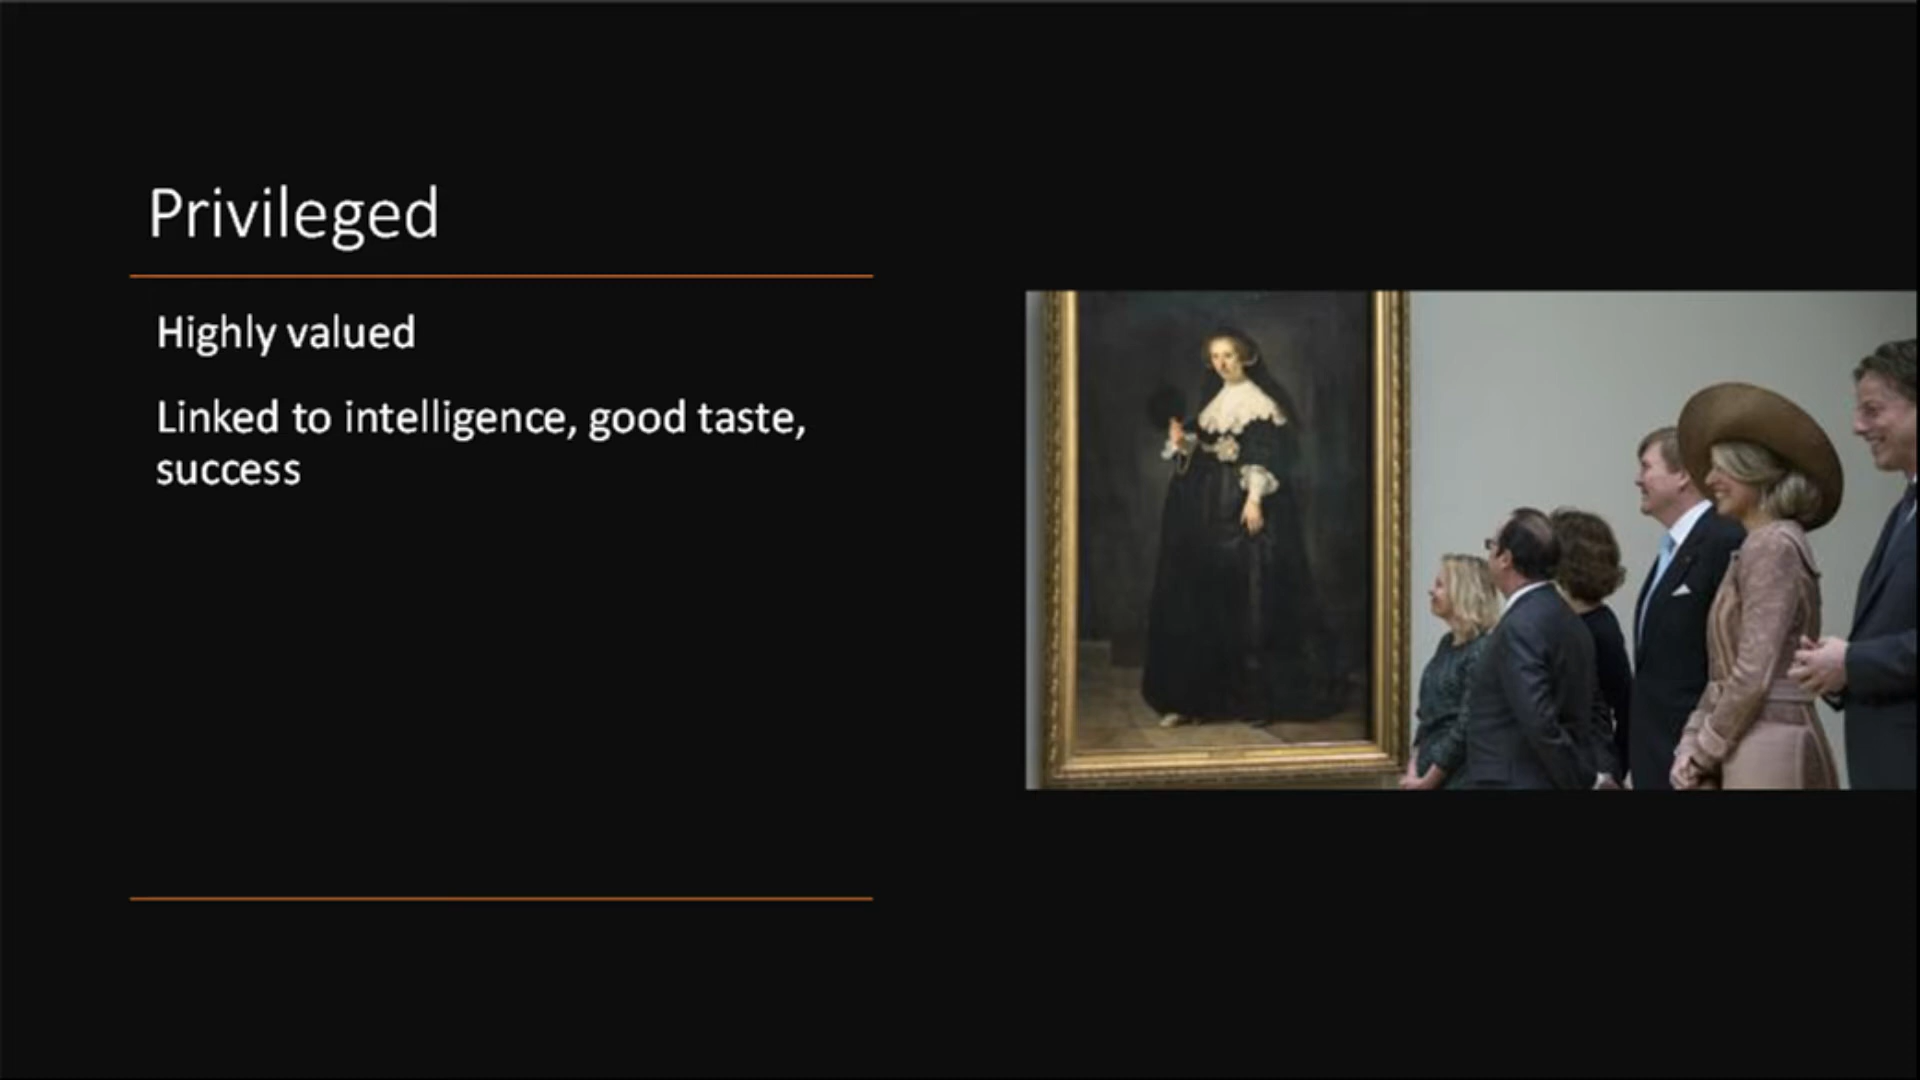 Privileged
Highly valued
Linked to intelligence, good taste,
success